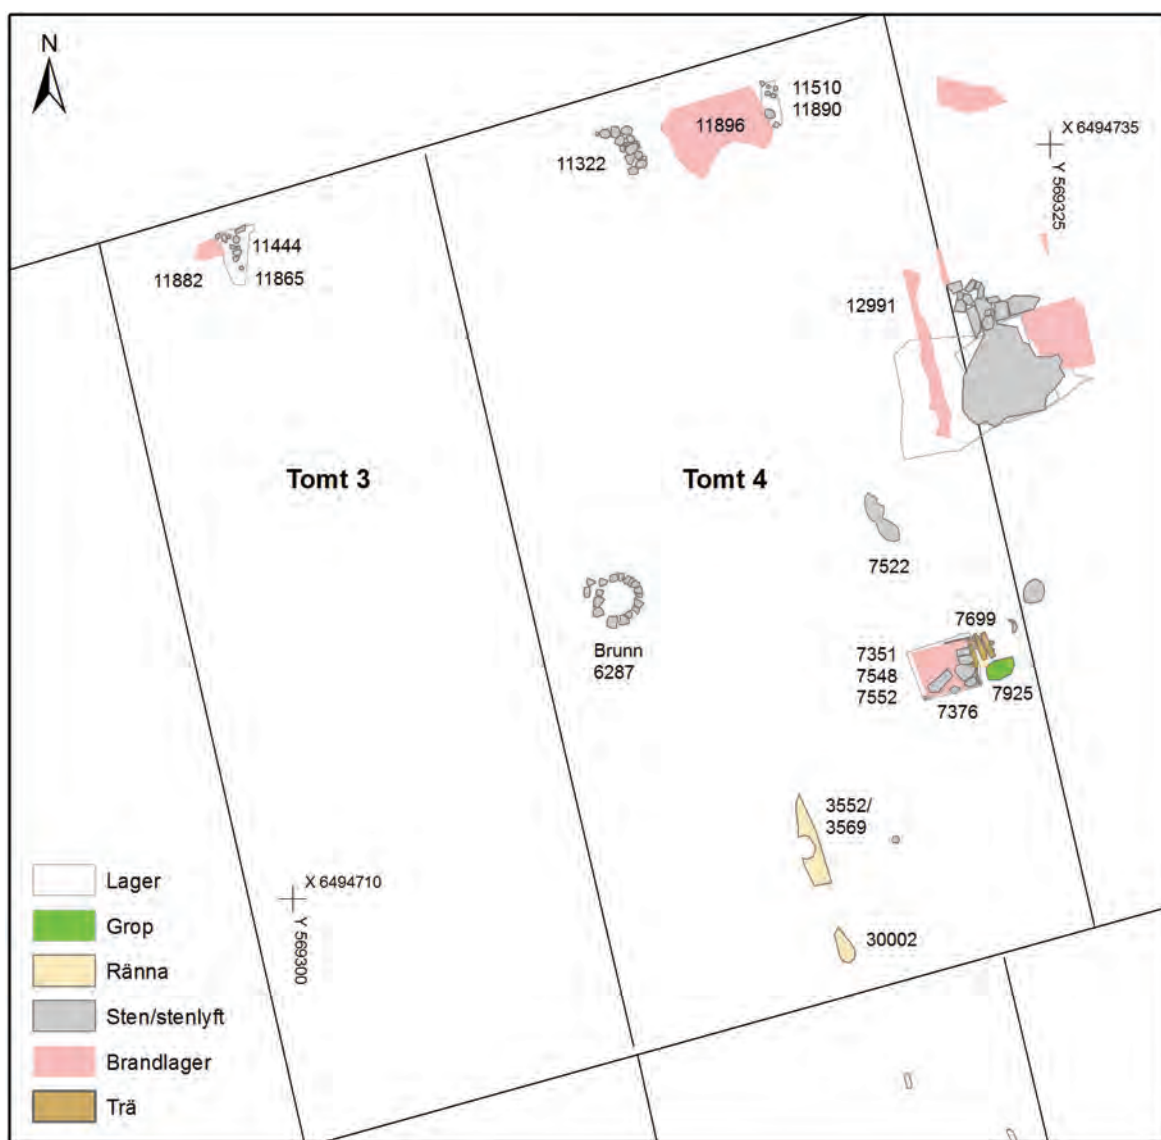 N
11510
11890
11896
X 6494735
Y 569325
11322
11444
11865
11882
12991
Tomt 3
Tomt 4
7522
Brunn
6287
7699
7351
7548
7552
7376
7925
3552/
3569
30002
X 6494710
Y 569300
Lager
Grop
Ränna
Sten/stenlyft
Brandlager
Trä